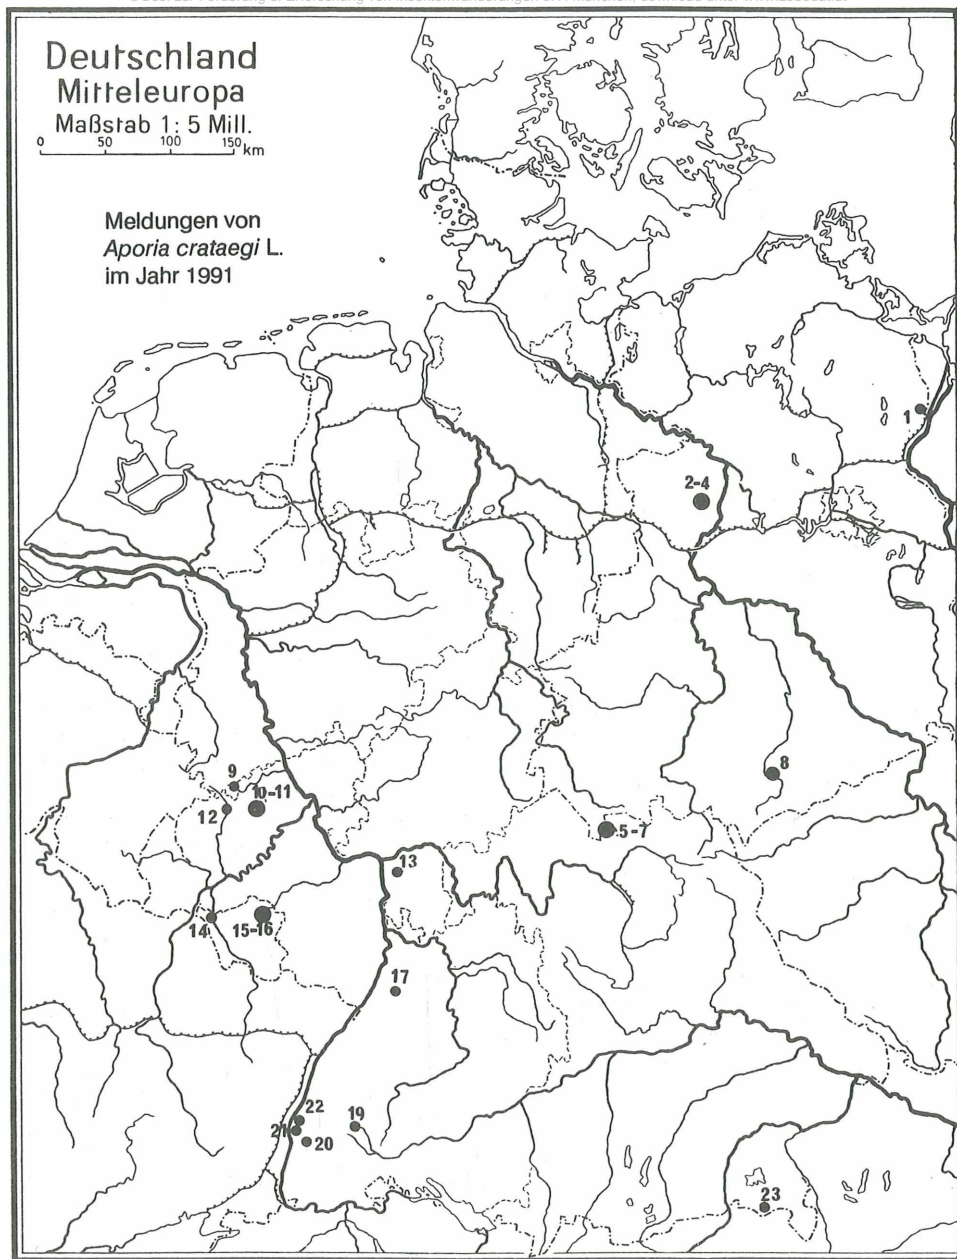 Deutschland
Mitteleuropa
Maßstab 1: 5 Mill.
0 50 100 150 km
Meldungen von
Aporia crataegi L.
im Jahr 1991
1
2-4
8
9
10-11
12
5-7
13
14
15-16
17
22
19
21
20
23